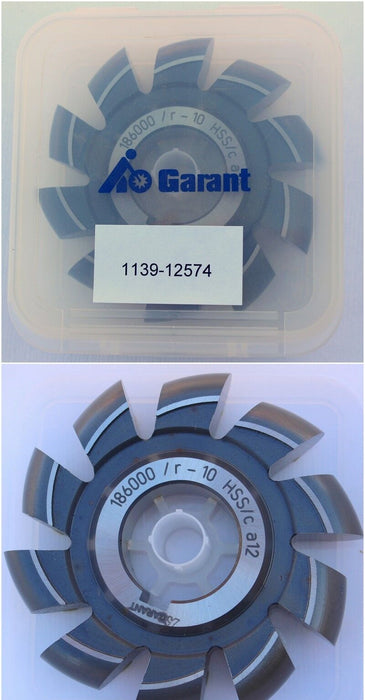 186000 / r - 10 HSS/c a
Garant
1139-12574
186000 / r - 10 HSS/c a12
GARANT